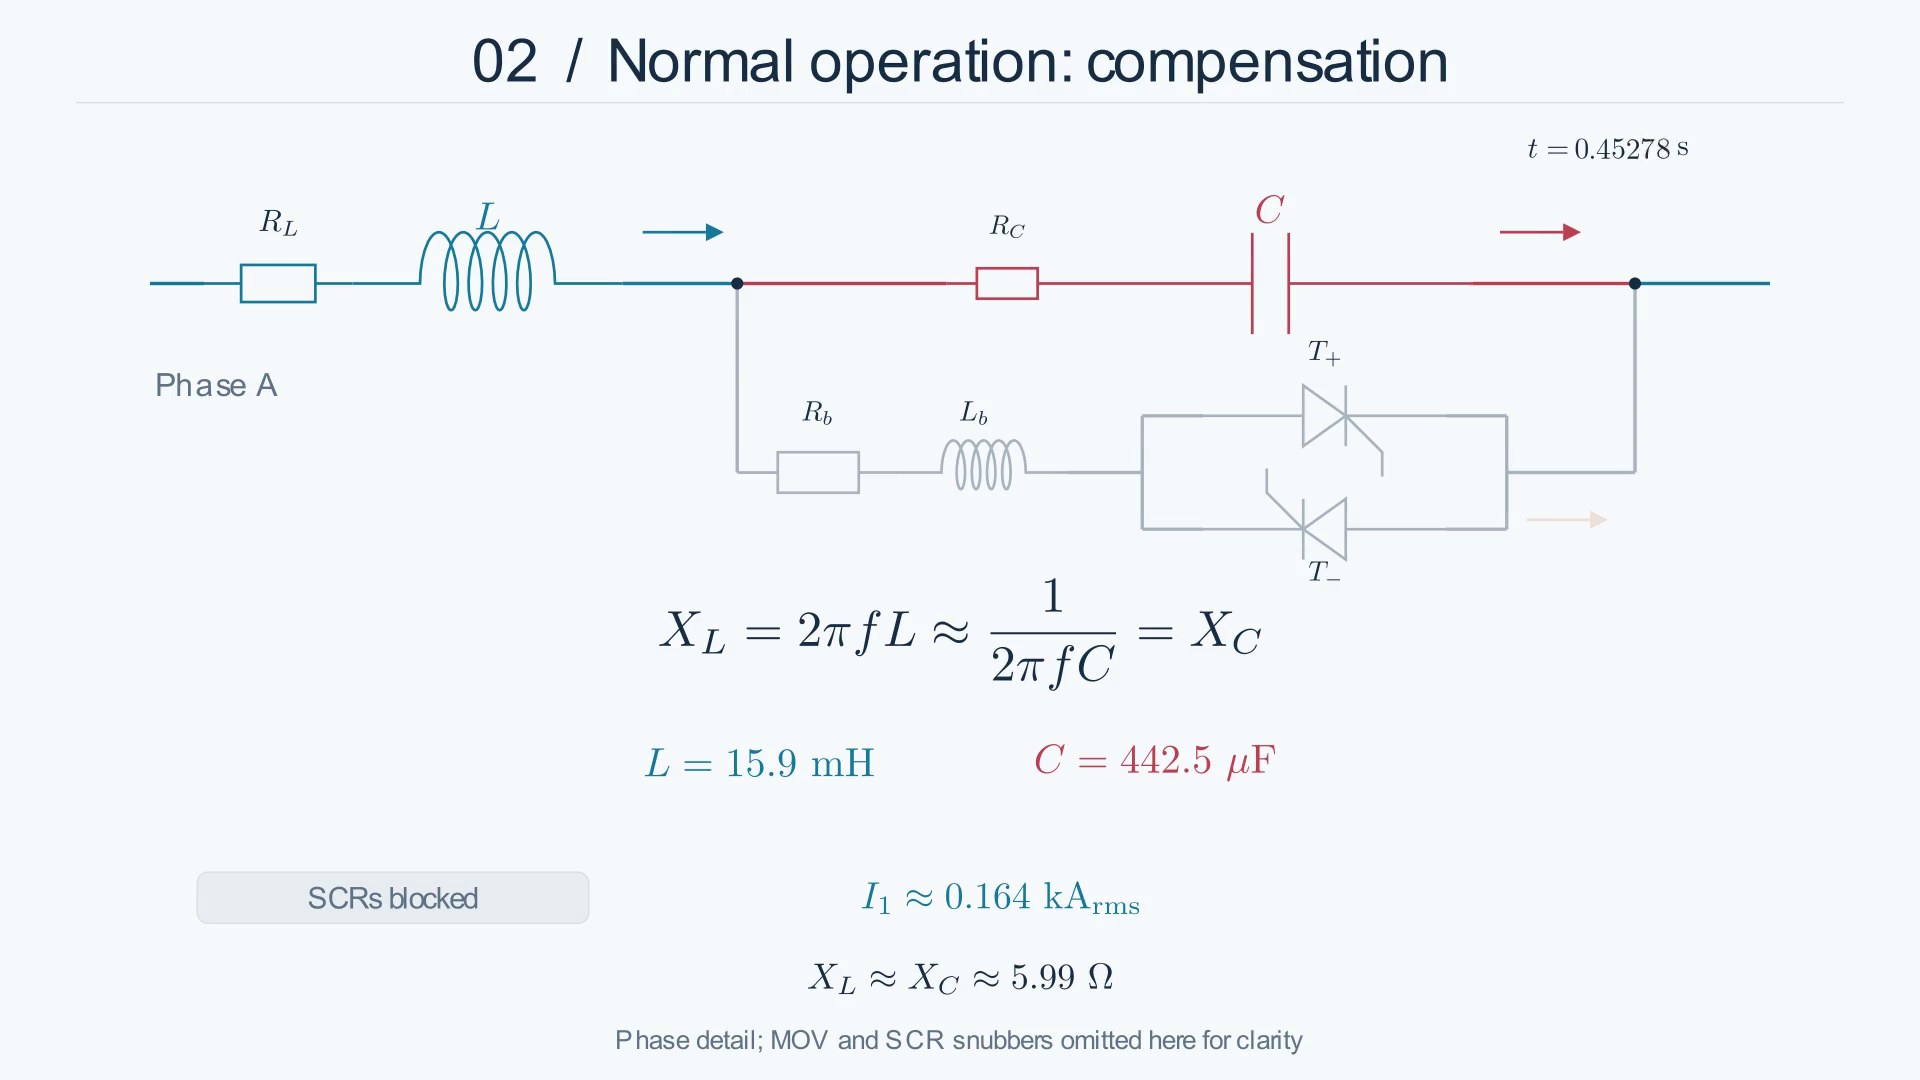 02 / Normal operation: compensation
t = 0.45278 s
R_L
L
R_C
C
T_+
Phase A
R_b
L_b
T_−
X_L = 2πfL ≈ 1/(2πfC) = X_C
L = 15.9 mH
C = 442.5 μF
SCRs blocked
I_1 ≈ 0.164 kA_rms
X_L ≈ X_C ≈ 5.99 Ω
Phase detail; MOV and SCR snubbers omitted here for clarity